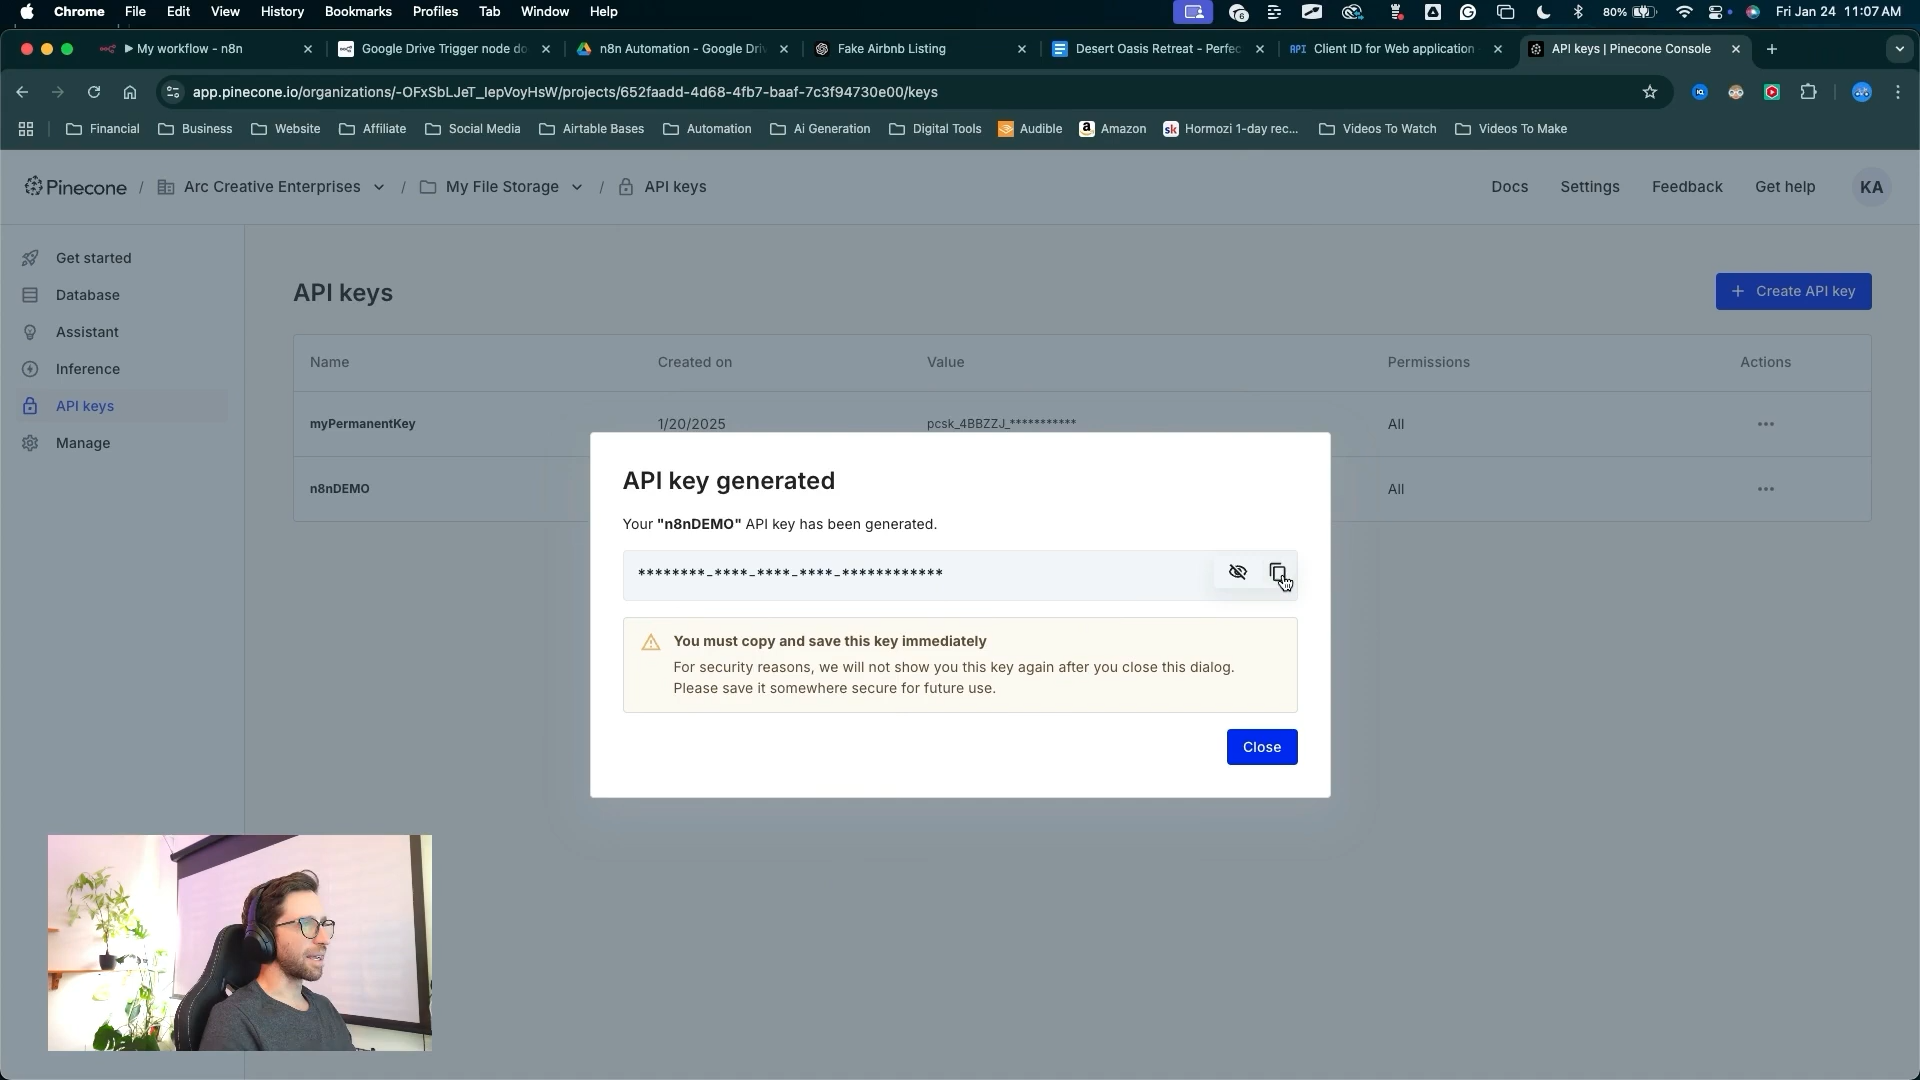 Chrome File Edit View History Bookmarks Profiles Tab Window Help 80% Fri Jan 24 11:07 AM
My workflow - n8n Google Drive Trigger node do n8n Automation - Google Driv Fake Airbnb Listing Desert Oasis Retreat - Perfec API Client ID for Web application API keys | Pinecone Console
app.pinecone.io/organizations/-OFxSbLJeT_IepVoyHsW/projects/652faadd-4d68-4fb7-baaf-7c3f94730e00/keys
Financial Business Website Affiliate Social Media Airtable Bases Automation Ai Generation Digital Tools Audible a Amazon sk Hormozi 1-day rec... Videos To Watch Videos To Make
Pinecone / Arc Creative Enterprises / My File Storage / API keys Docs Settings Feedback Get help KA
Get started
Database
Assistant
Inference
API keys
Manage
API keys
+ Create API key
Name Created on Value Permissions Actions
myPermanentKey 1/20/2025 pcsk_4BBZZJ_*********** All ...
n8nDEMO All ...
API key generated
Your "n8nDEMO" API key has been generated.
********-****-****-****-************
You must copy and save this key immediately
For security reasons, we will not show you this key again after you close this dialog.
Please save it somewhere secure for future use.
Close